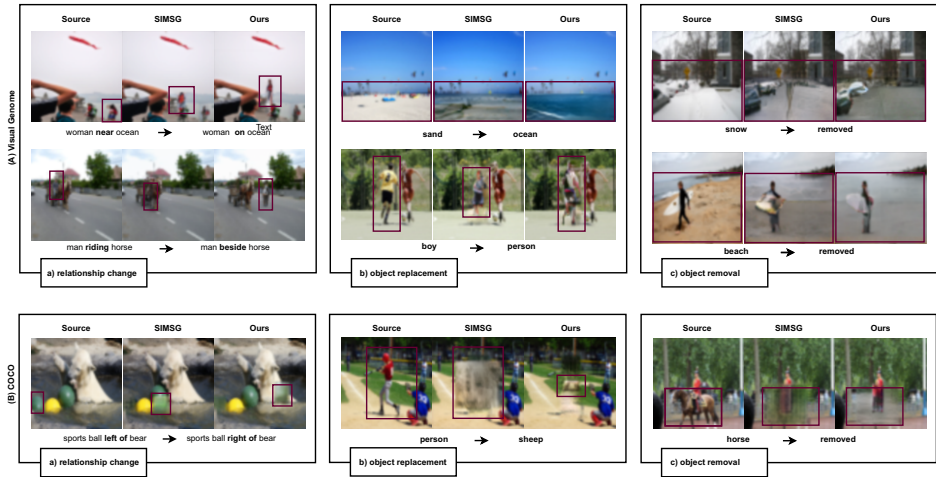 (A) Visual Genome
Source SIMSG Ours
woman near ocean → woman on ocean
Text
man riding horse → man beside horse
a) relationship change
Source SIMSG Ours
sand → ocean
boy → person
b) object replacement
Source SIMSG Ours
snow → removed
beach → removed
c) object removal
(B) COCO
Source SIMSG Ours
sports ball left of bear → sports ball right of bear
a) relationship change
Source SIMSG Ours
person → sheep
b) object replacement
Source SIMSG Ours
horse → removed
c) object removal